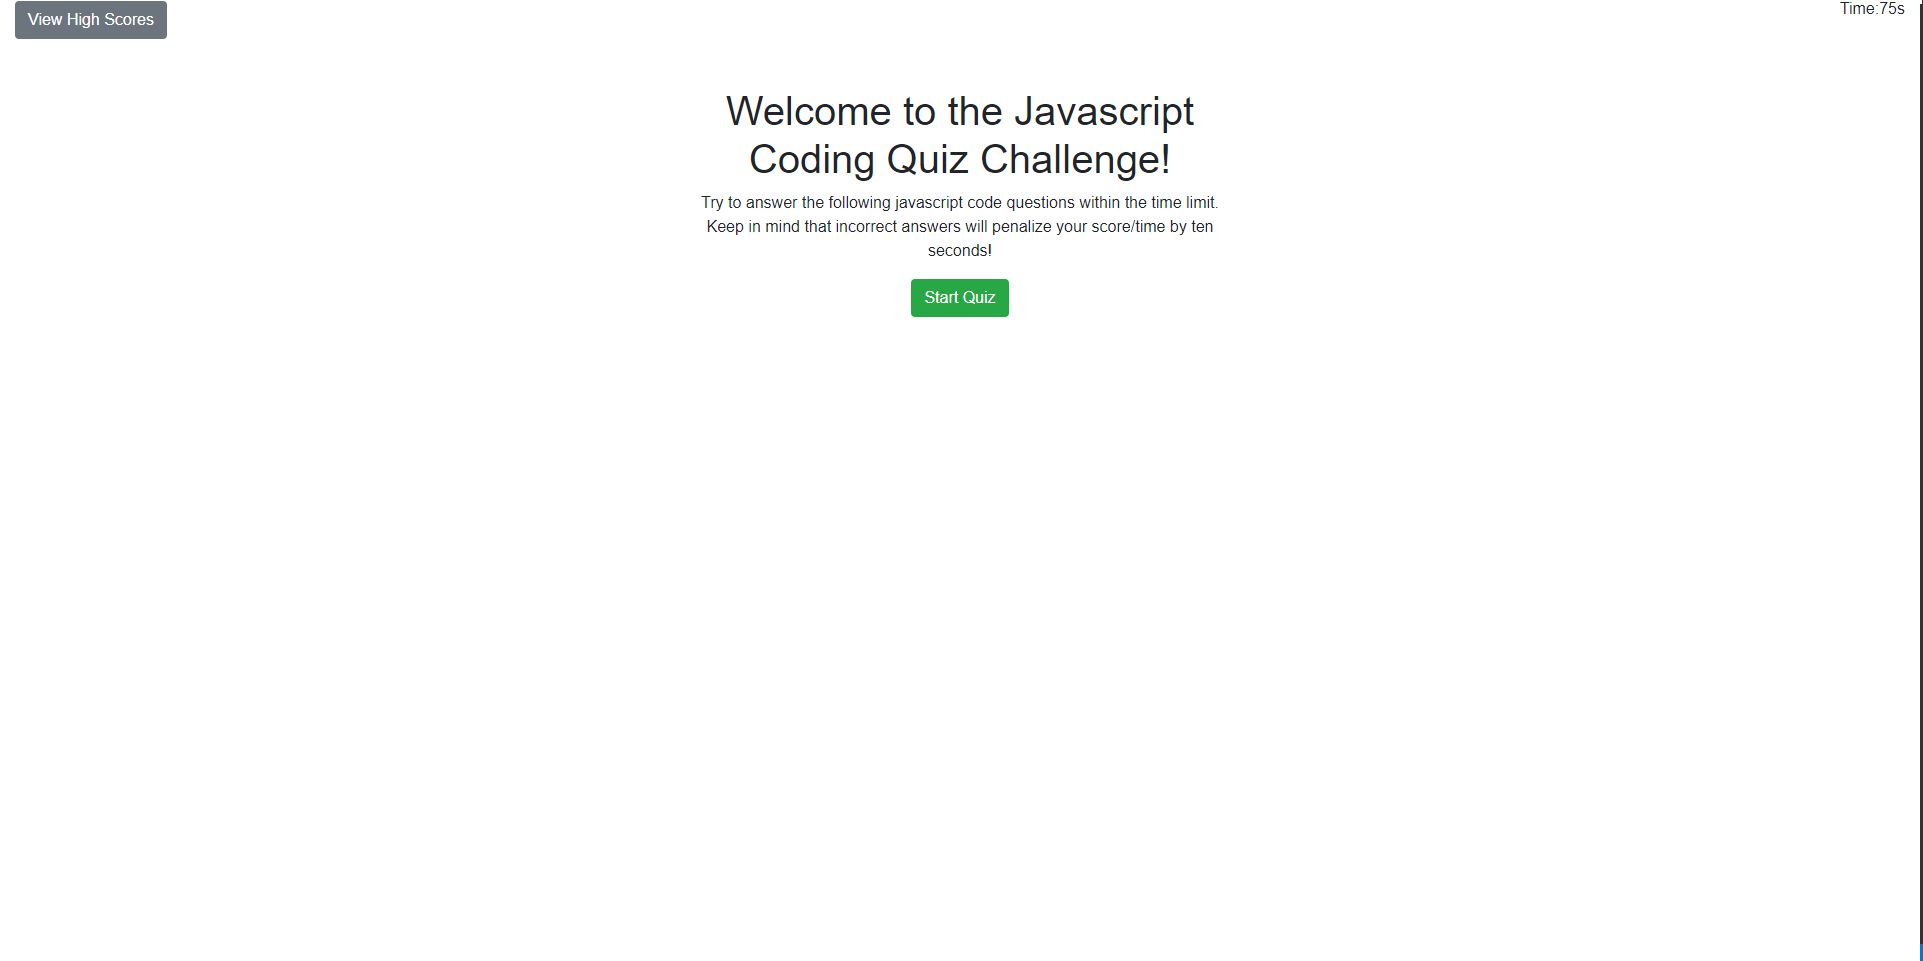 View High Scores
Time:75s
Welcome to the Javascript
Coding Quiz Challenge!
Try to answer the following javascript code questions within the time limit.
Keep in mind that incorrect answers will penalize your score/time by ten
seconds!
Start Quiz